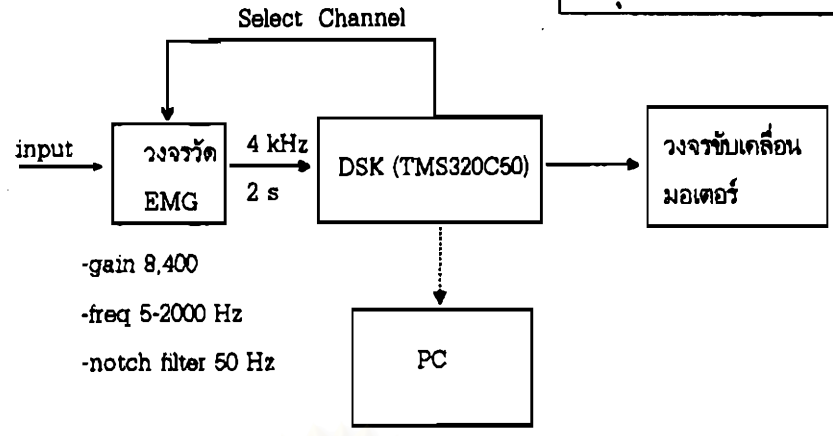 Select Channel
input
วงจรวัด
EMG
4 kHz
2 s
DSK (TMS320C50)
วงจรขับเคลื่อน
มอเตอร์
-gain 8,400
-freq 5-2000 Hz
-notch filter 50 Hz
PC